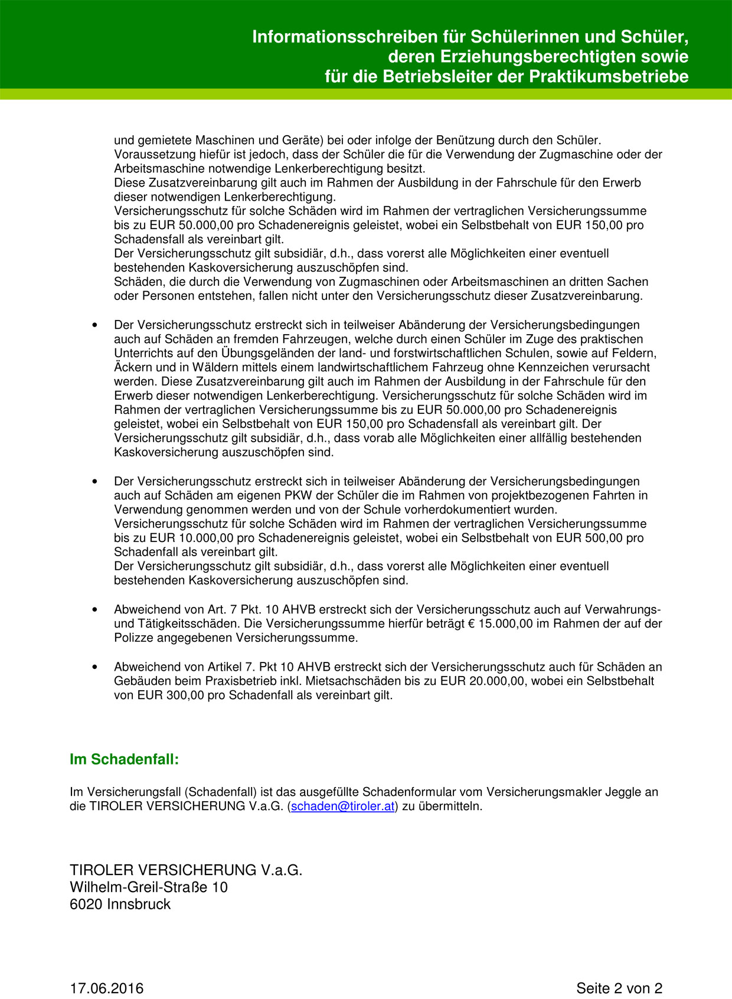 Informationsschreiben für Schülerinnen und Schüler,
deren Erziehungsberechtigten sowie
für die Betriebsleiter der Praktikumsbetriebe
und gemietete Maschinen und Geräte) bei oder infolge der Benützung durch den Schüler.
Voraussetzung hiefür ist jedoch, dass der Schüler die für die Verwendung der Zugmaschine oder der
Arbeitsmaschine notwendige Lenkerberechtigung besitzt.
Diese Zusatzvereinbarung gilt auch im Rahmen der Ausbildung in der Fahrschule für den Erwerb
dieser notwendigen Lenkerberechtigung.
Versicherungsschutz für solche Schäden wird im Rahmen der vertraglichen Versicherungssumme
bis zu EUR 50.000,00 pro Schadenereignis geleistet, wobei ein Selbstbehalt von EUR 150,00 pro
Schadensfall als vereinbart gilt.
Der Versicherungsschutz gilt subsidiär, d.h., dass vorerst alle Möglichkeiten einer eventuell
bestehenden Kaskoversicherung auszuschöpfen sind.
Schäden, die durch die Verwendung von Zugmaschinen oder Arbeitsmaschinen an dritten Sachen
oder Personen entstehen, fallen nicht unter den Versicherungsschutz dieser Zusatzvereinbarung.
• Der Versicherungsschutz erstreckt sich in teilweiser Abänderung der Versicherungsbedingungen
auch auf Schäden an fremden Fahrzeugen, welche durch einen Schüler im Zuge des praktischen
Unterrichts auf den Übungsgeländen der land- und forstwirtschaftlichen Schulen, sowie auf Feldern,
Äckern und in Wäldern mittels einem landwirtschaftlichem Fahrzeug ohne Kennzeichen verursacht
werden. Diese Zusatzvereinbarung gilt auch im Rahmen der Ausbildung in der Fahrschule für den
Erwerb dieser notwendigen Lenkerberechtigung. Versicherungsschutz für solche Schäden wird im
Rahmen der vertraglichen Versicherungssumme bis zu EUR 50.000,00 pro Schadenereignis
geleistet, wobei ein Selbstbehalt von EUR 150,00 pro Schadensfall als vereinbart gilt. Der
Versicherungsschutz gilt subsidiär, d.h., dass vorab alle Möglichkeiten einer allfällig bestehenden
Kaskoversicherung auszuschöpfen sind.
• Der Versicherungsschutz erstreckt sich in teilweiser Abänderung der Versicherungsbedingungen
auch auf Schäden am eigenen PKW der Schüler die im Rahmen von projektbezogenen Fahrten in
Verwendung genommen werden und von der Schule vorherdokumentiert wurden.
Versicherungsschutz für solche Schäden wird im Rahmen der vertraglichen Versicherungssumme
bis zu EUR 10.000,00 pro Schadenereignis geleistet, wobei ein Selbstbehalt von EUR 500,00 pro
Schadenfall als vereinbart gilt.
Der Versicherungsschutz gilt subsidiär, d.h., dass vorerst alle Möglichkeiten einer eventuell
bestehenden Kaskoversicherung auszuschöpfen sind.
• Abweichend von Art. 7 Pkt. 10 AHVB erstreckt sich der Versicherungsschutz auch auf Verwahrungs-
und Tätigkeitsschäden. Die Versicherungssumme hierfür beträgt € 15.000,00 im Rahmen der auf der
Polizze angegebenen Versicherungssumme.
• Abweichend von Artikel 7. Pkt 10 AHVB erstreckt sich der Versicherungsschutz auch für Schäden an
Gebäuden beim Praxisbetrieb inkl. Mietsachschäden bis zu EUR 20.000,00, wobei ein Selbstbehalt
von EUR 300,00 pro Schadenfall als vereinbart gilt.
Im Schadenfall:
Im Versicherungsfall (Schadenfall) ist das ausgefüllte Schadenformular vom Versicherungsmakler Jeggle an
die TIROLER VERSICHERUNG V.a.G. (schaden@tiroler.at) zu übermitteln.
TIROLER VERSICHERUNG V.a.G.
Wilhelm-Greil-Straße 10
6020 Innsbruck
17.06.2016 Seite 2 von 2